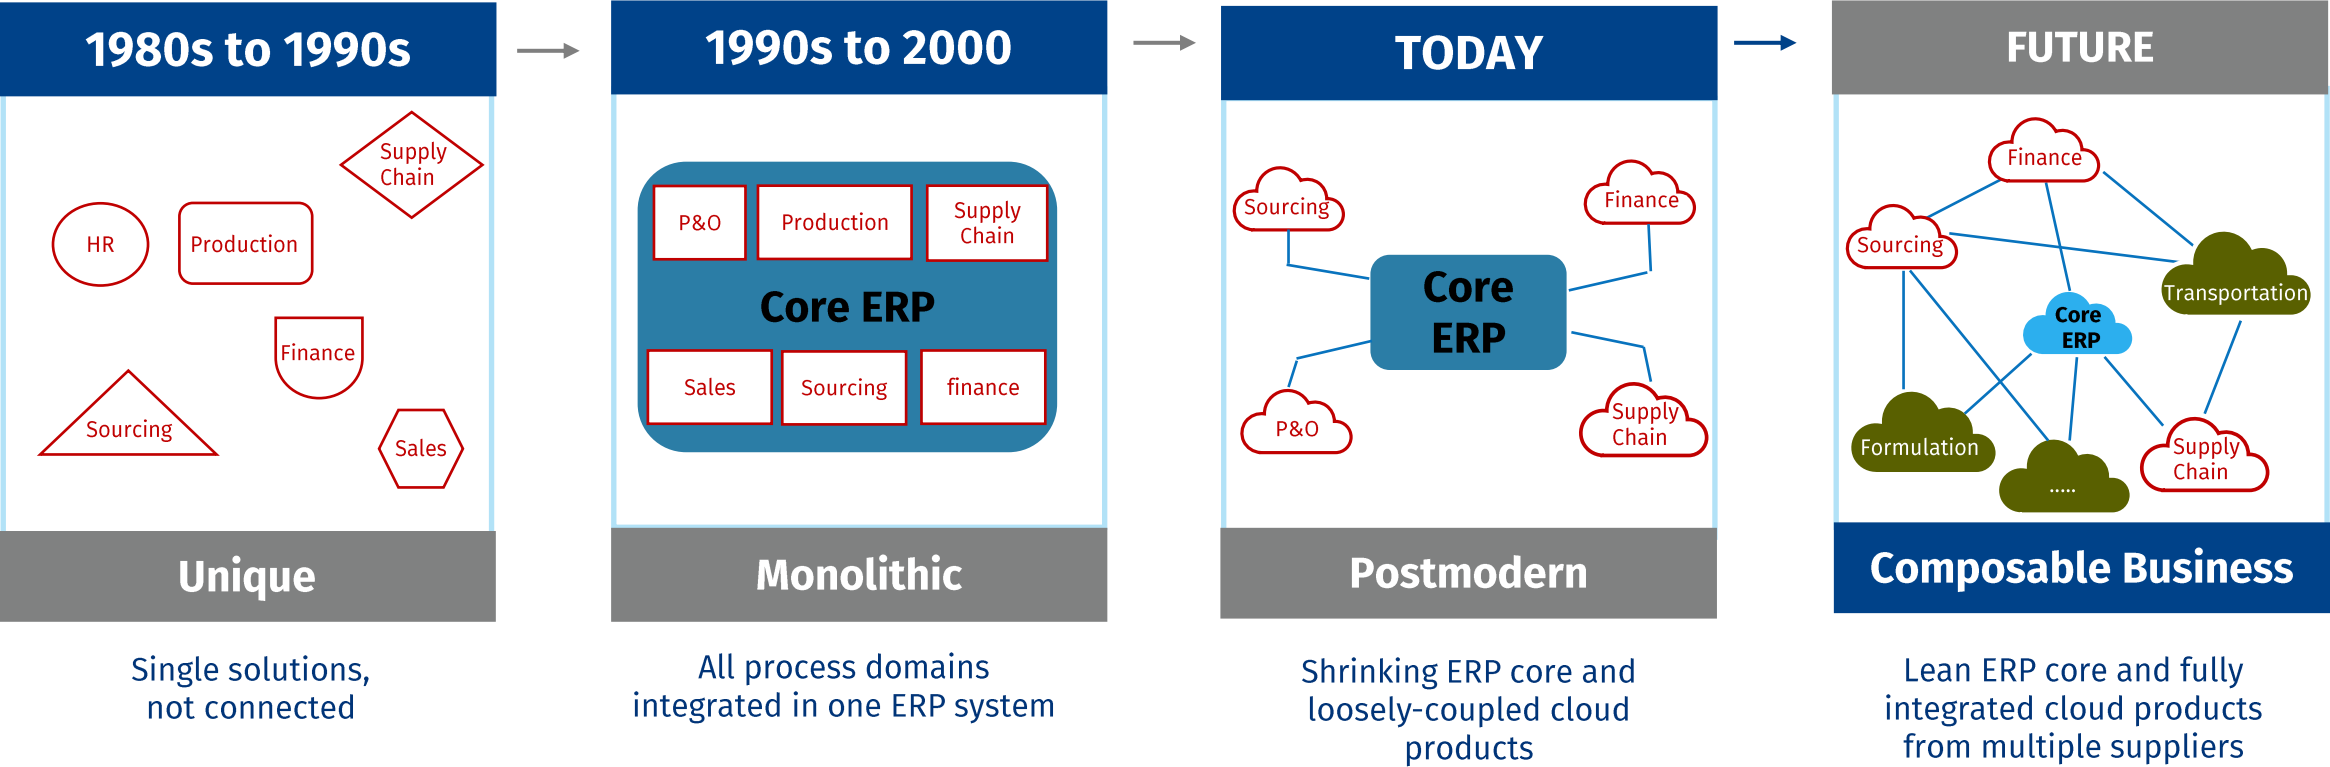 1980s to 1990s
Supply
Chain
HR
Production
Finance
Sourcing
Sales
Unique
Single solutions,
not connected
1990s to 2000
P&O
Production
Supply
Chain
Core ERP
Sales
Sourcing
finance
Monolithic
All process domains
integrated in one ERP system
TODAY
Sourcing
Finance
Core
ERP
P&O
Supply
Chain
Postmodern
Shrinking ERP core and
loosely-coupled cloud
products
FUTURE
Finance
Sourcing
Transportation
Core
ERP
Formulation
.....
Supply
Chain
Composable Business
Lean ERP core and fully
integrated cloud products
from multiple suppliers